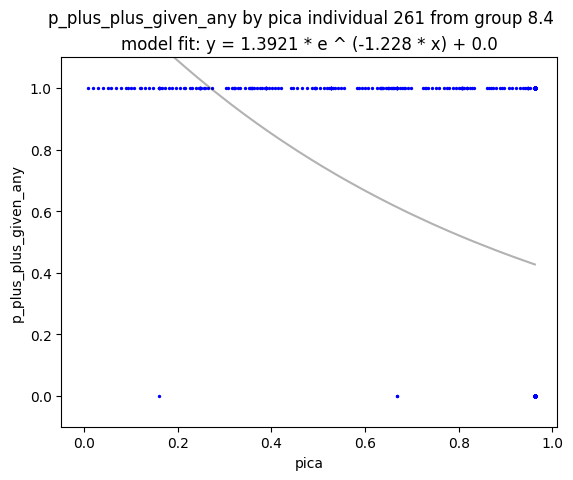 p_plus_plus_given_any by pica individual 261 from group 8.4
model fit: y = 1.3921 * e ^ (-1.228 * x) + 0.0
p_plus_plus_given_any
1.0
0.8
0.6
0.4
0.2
0.0
0.0 0.2 0.4 0.6 0.8 1.0
pica